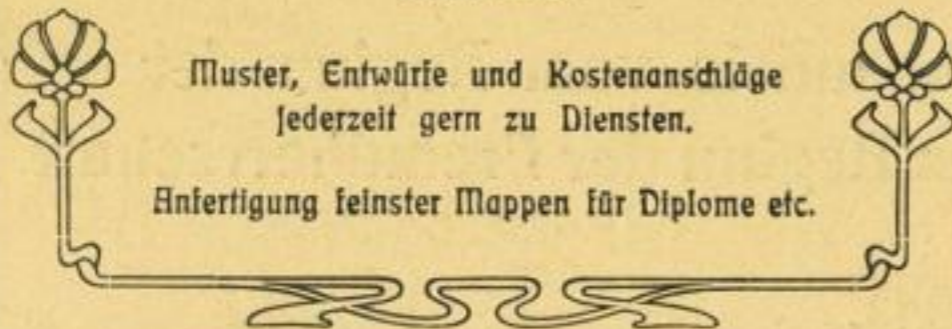 Muster, Entwürfe und Kostenanschläge
jederzeit gern zu Diensten.
Anfertigung feinster Mappen für Diplome etc.